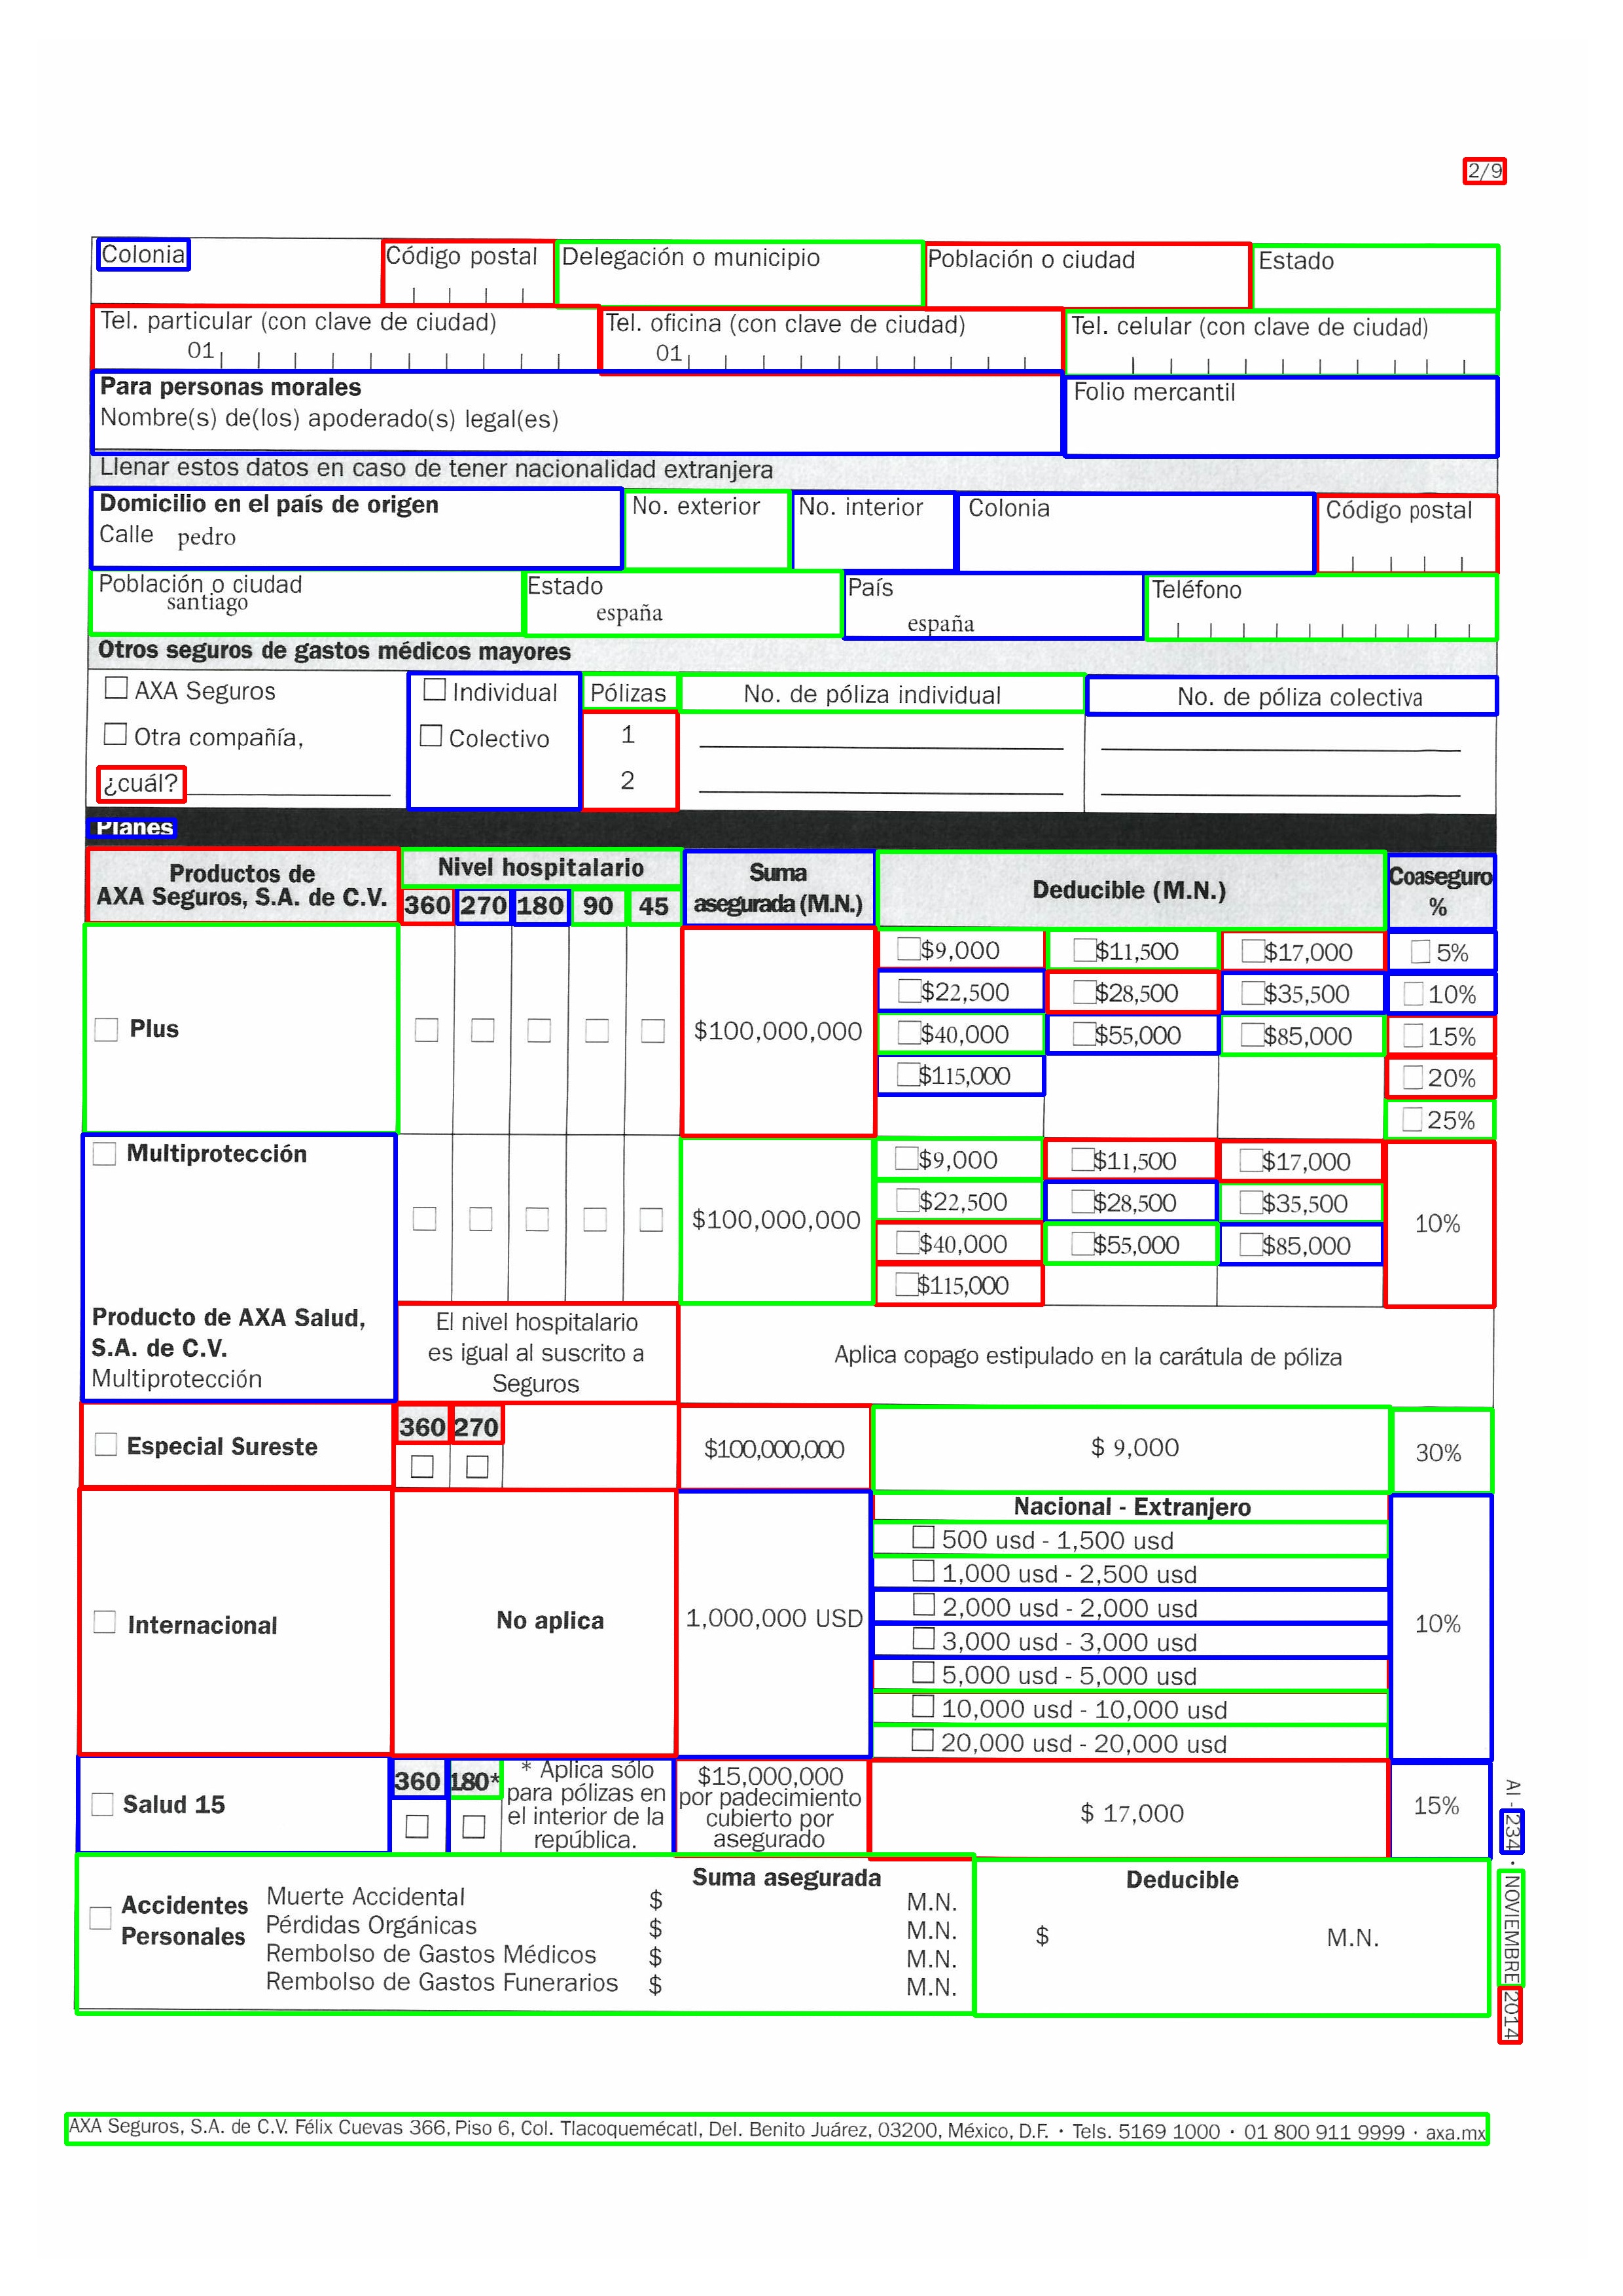 2/9
Colonia Código postal Delegación o municipio Población o ciudad Estado
Tel. particular (con clave de ciudad) Tel. oficina (con clave de ciudad) Tel. celular (con clave de ciudad)
01 01
Para personas morales Folio mercantil
Nombre(s) de(los) apoderado(s) legal(es)
Llenar estos datos en caso de tener nacionalidad extranjera
Domicilio en el país de origen No. exterior No. interior Colonia Código postal
Calle pedro
Población o ciudad Estado País Teléfono
santiago españa españa
Otros seguros de gastos médicos mayores
AXA Seguros Individual Pólizas No. de póliza individual No. de póliza colectiva
Otra compañía, Colectivo 1
¿cuál? 2
Planes
Productos de AXA Seguros, S.A. de C.V. Nivel hospitalario Suma asegurada (M.N.) Deducible (M.N.) Coaseguro %
360 270 180 90 45
$9,000 $11,500 $17,000 5%
$22,500 $28,500 $35,500 10%
Plus $100,000,000 $40,000 $55,000 $85,000 15%
$115,000 20%
25%
Multiprotección $9,000 $11,500 $17,000
$22,500 $28,500 $35,500
$100,000,000 10%
$40,000 $55,000 $85,000
$115,000
Producto de AXA Salud,
S.A. de C.V.
Multiprotección
El nivel hospitalario
es igual al suscrito a
Seguros
Aplica copago estipulado en la carátula de póliza
360 270
Especial Sureste $100,000,000 $ 9,000 30%
Nacional - Extranjero
500 usd - 1,500 usd
1,000 usd - 2,500 usd
2,000 usd - 2,000 usd
Internacional No aplica 1,000,000 USD 10%
3,000 usd - 3,000 usd
5,000 usd - 5,000 usd
10,000 usd - 10,000 usd
20,000 usd - 20,000 usd
Salud 15
360 180*
* Aplica sólo
para pólizas en
el interior de la
república.
$15,000,000
por padecimiento
cubierto por
asegurado
$ 17,000 15%
Suma asegurada Deducible
Accidentes
Personales
Muerte Accidental $ M.N.
Pérdidas Orgánicas $ M.N.
Rembolso de Gastos Médicos $ M.N.
Rembolso de Gastos Funerarios $ M.N.
$ M.N.
AI - 234 · NOVIEMBRE 2014
AXA Seguros, S.A. de C.V. Félix Cuevas 366, Piso 6, Col. Tlacoquemécatl, Del. Benito Juárez, 03200, México, D.F. · Tels. 5169 1000 · 01 800 911 9999 · axa.mx